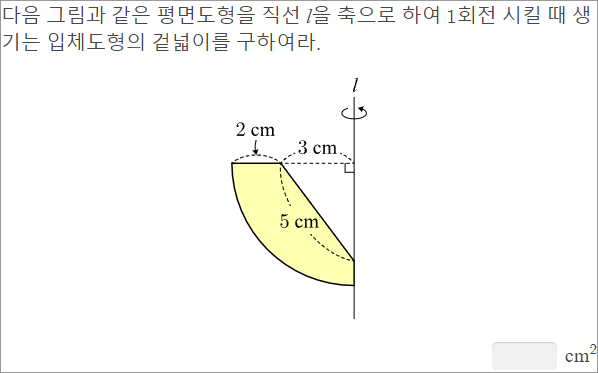 다음 그림과 같은 평면도형을 직선 l을 축으로 하여 1회전 시킬 때 생
기는 입체도형의 겉넓이를 구하여라.
l
2 cm
3 cm
5 cm
cm²